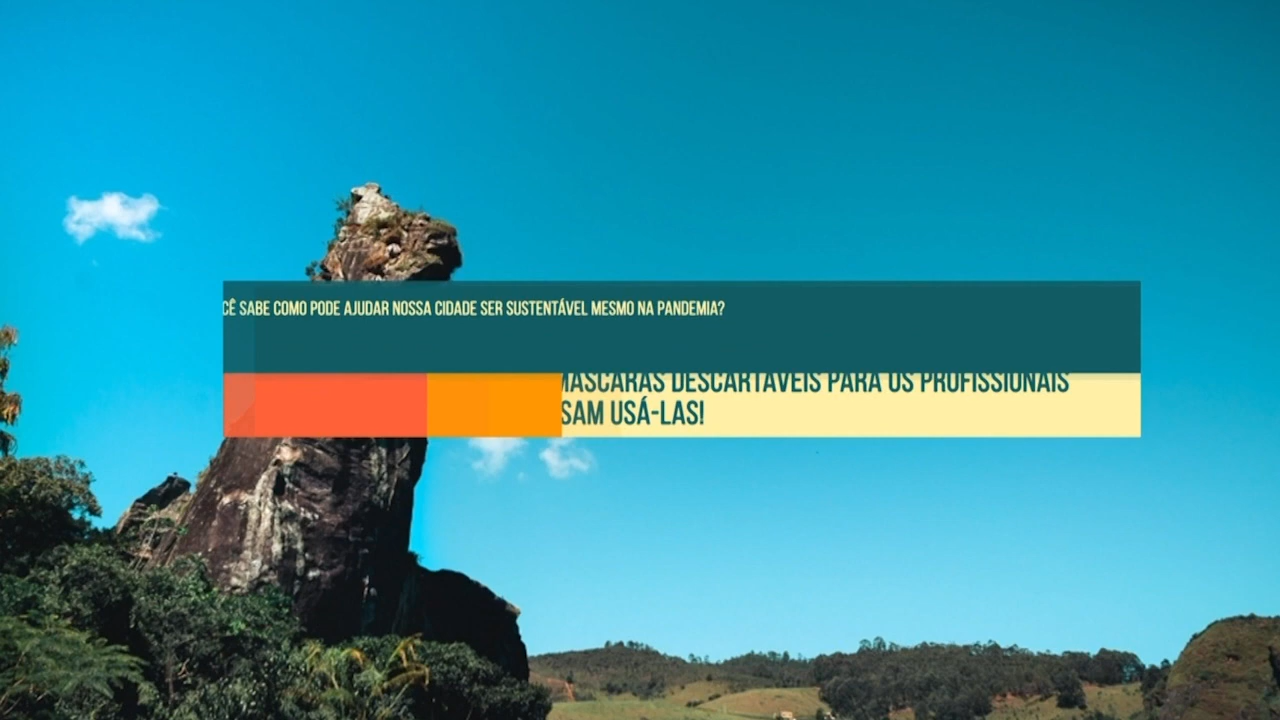 CÊ SABE COMO PODE AJUDAR NOSSA CIDADE SER SUSTENTÁVEL MESMO NA PANDEMIA?
MÁSCARAS DESCARTÁVEIS PARA OS PROFISSIONAIS
SAM USÁ-LAS!